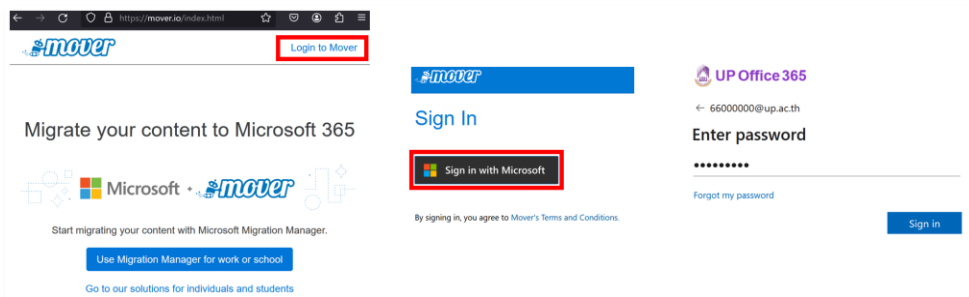 https://mover.io/index.html
mover
Login to Mover
Migrate your content to Microsoft 365
Microsoft + mover
Start migrating your content with Microsoft Migration Manager.
Use Migration Manager for work or school
Go to our solutions for individuals and students
mover
Sign In
Sign in with Microsoft
By signing in, you agree to Mover's Terms and Conditions.
UP Office 365
← 66000000@up.ac.th
Enter password
•••••••••
Forgot my password
Sign in